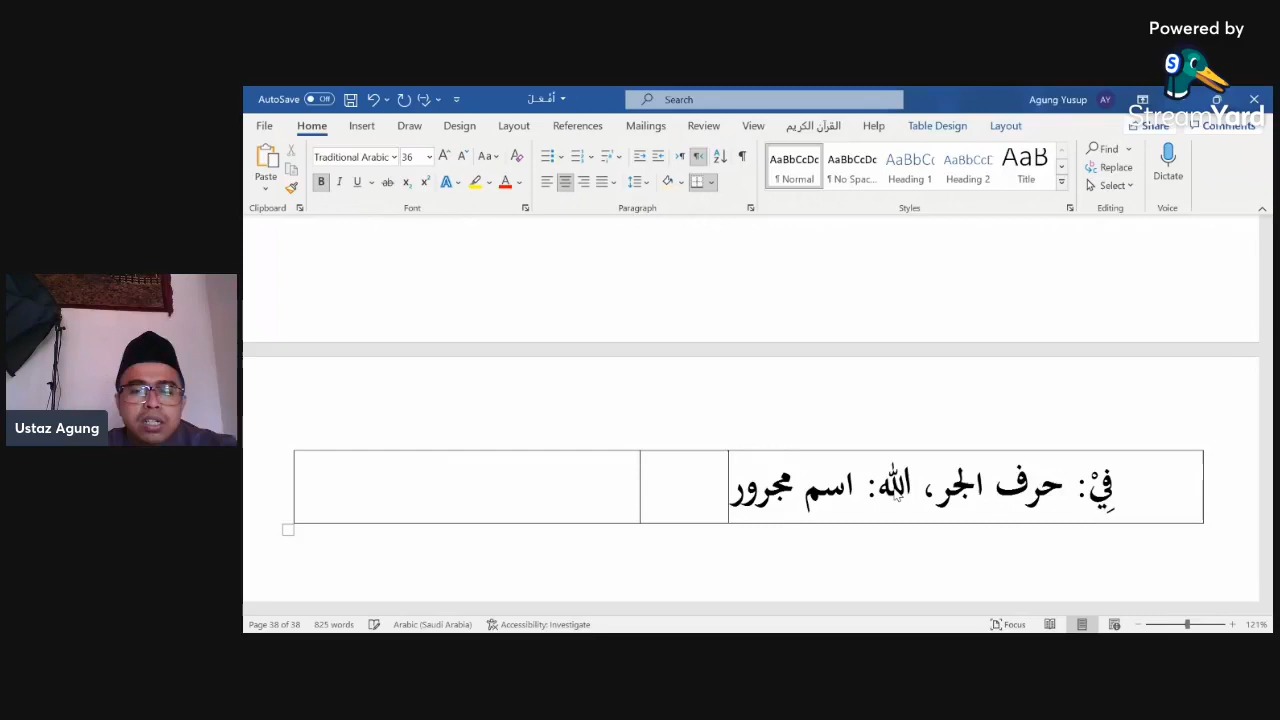 Powered by
StreamYard
AutoSave Off
أَفْـعَـلَ
Search
Agung Yusup AY
File Home Insert Draw Design Layout References Mailings Review View القرآن الكريم Help Table Design Layout Share Comments
Paste
Clipboard
Traditional Arabic 36
Font
Paragraph
AaBbCcDc AaBbCcDc AaBbCc AaBbCcD AaB
¶ Normal ¶ No Spac... Heading 1 Heading 2 Title
Styles
Find
Replace
Select
Editing
Dictate
Voice
Ustaz Agung
فِيْ: حرف الجر، الله: اسم مجرور
Page 38 of 38 825 words Arabic (Saudi Arabia) Accessibility: Investigate Focus 121%